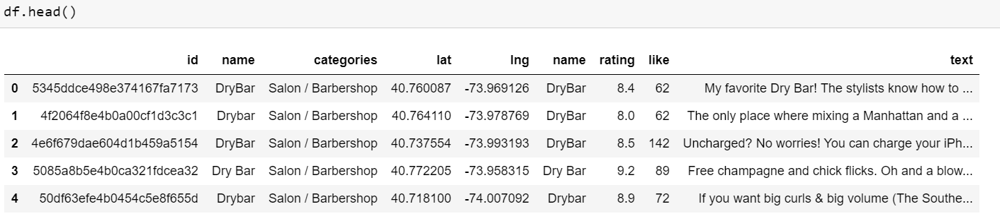 df.head()
id name categories lat lng name rating like text
0 5345ddce498e374167fa7173 DryBar Salon / Barbershop 40.760087 -73.969126 DryBar 8.4 62 My favorite Dry Bar! The stylists know how to ...
1 4f2064f8e4b0a00cf1d3c3c1 Drybar Salon / Barbershop 40.764110 -73.978769 DryBar 8.0 62 The only place where mixing a Manhattan and a ...
2 4e6f679dae604d1b459a5154 DryBar Salon / Barbershop 40.737554 -73.993193 DryBar 8.5 142 Uncharged? No worries! You can charge your iPh...
3 5085a8b5e4b0ca321fdcea32 Dry Bar Salon / Barbershop 40.772205 -73.958315 Dry Bar 9.2 89 Free champagne and chick flicks. Oh and a blow...
4 50df63efe4b0454c5e8f655d Drybar Salon / Barbershop 40.718100 -74.007092 Drybar 8.9 72 If you want big curls & big volume (The Southe...